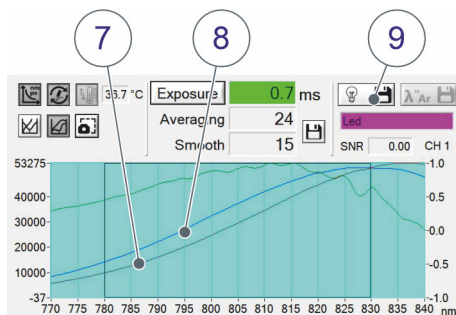 7 8 9
36.7 °C Exposure 0.7 ms
Averaging 24
Smooth 15
λ Ar
Led
SNR 0.00 CH 1
53275
40000
30000
20000
10000
-37
1.0
0.5
0.0
-0.5
-1.0
770 775 780 785 790 795 800 805 810 815 820 825 830 835 840 nm